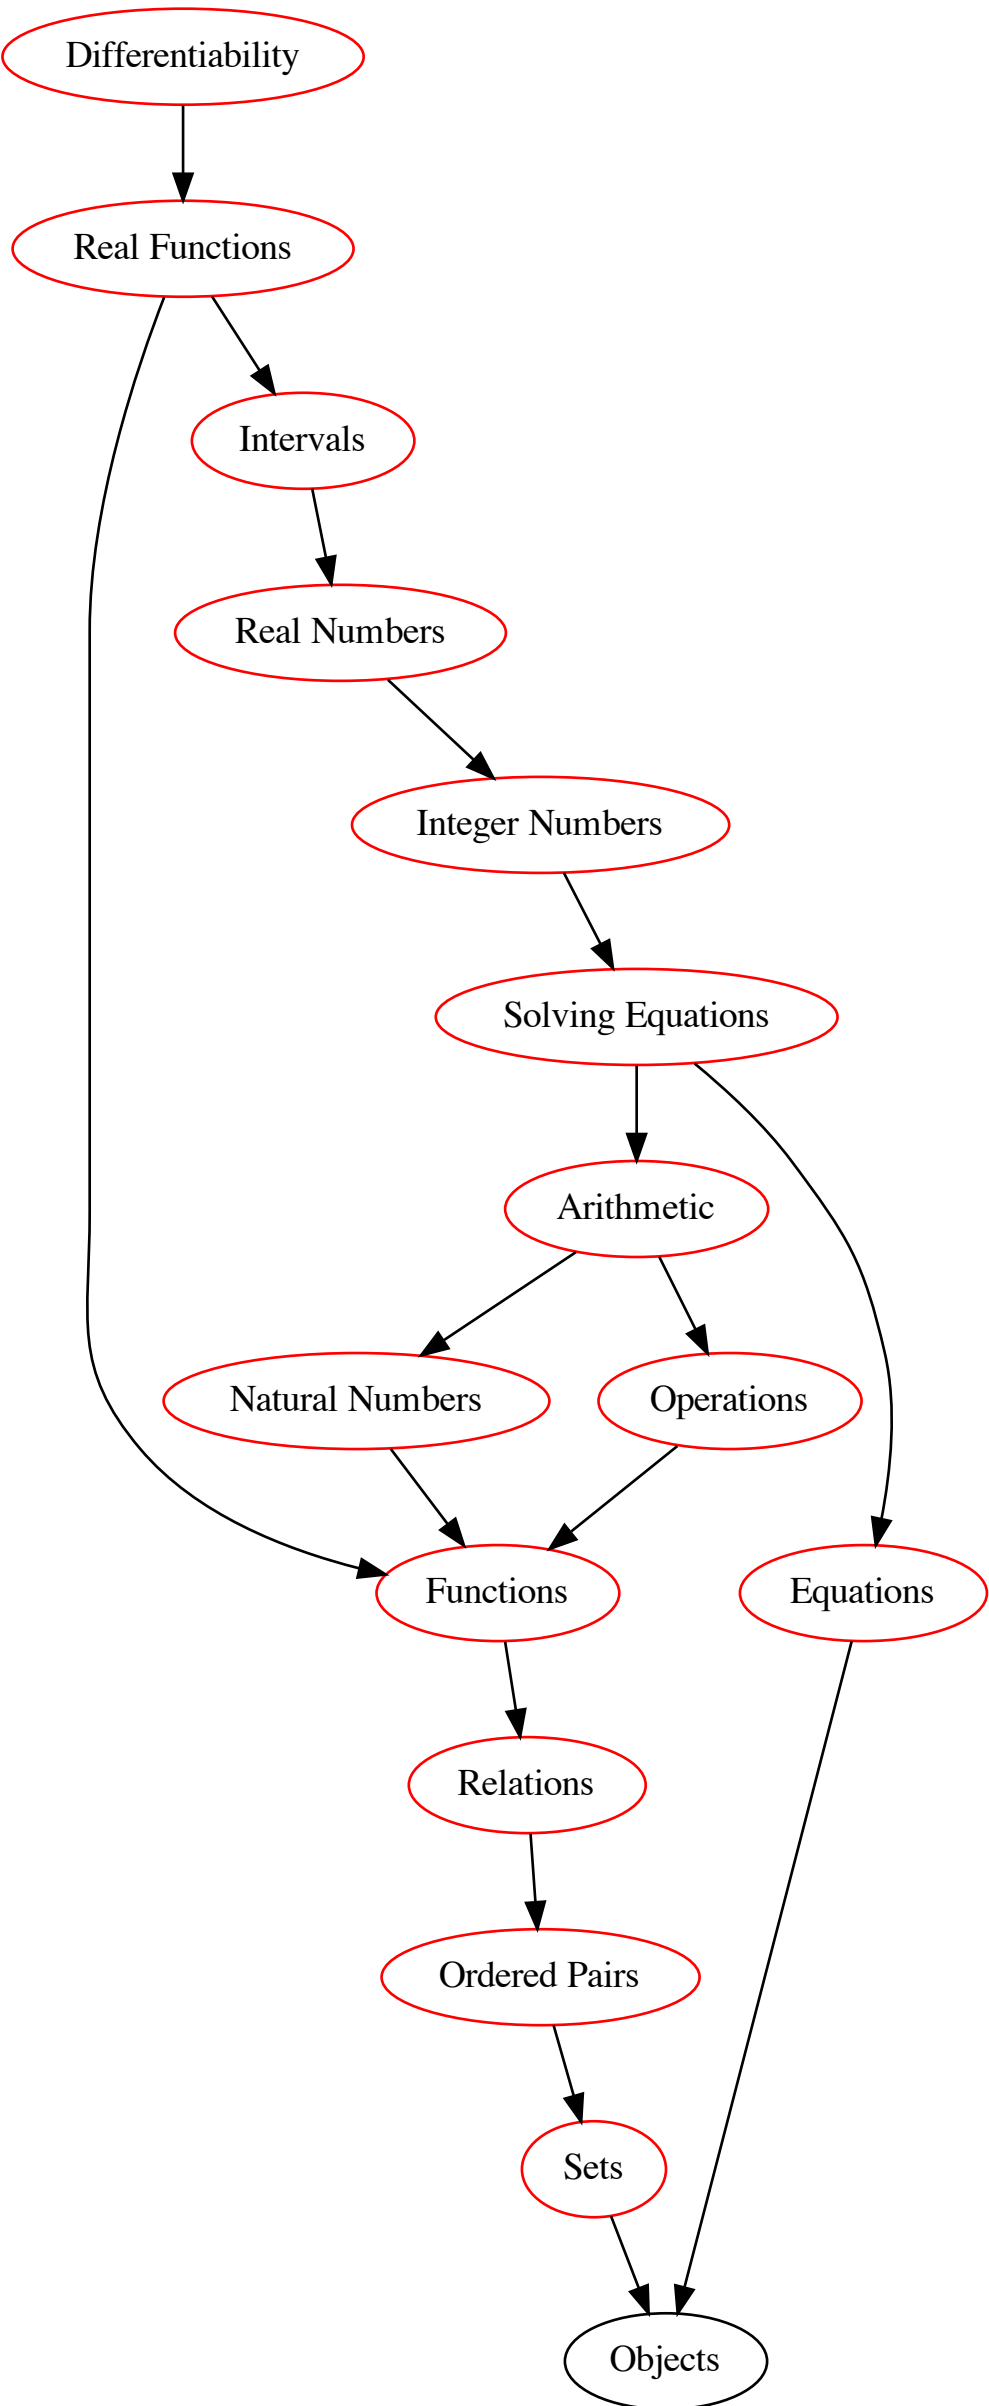 Differentiability
Real Functions
Intervals
Real Numbers
Integer Numbers
Solving Equations
Arithmetic
Natural Numbers
Operations
Functions
Equations
Relations
Ordered Pairs
Sets
Objects